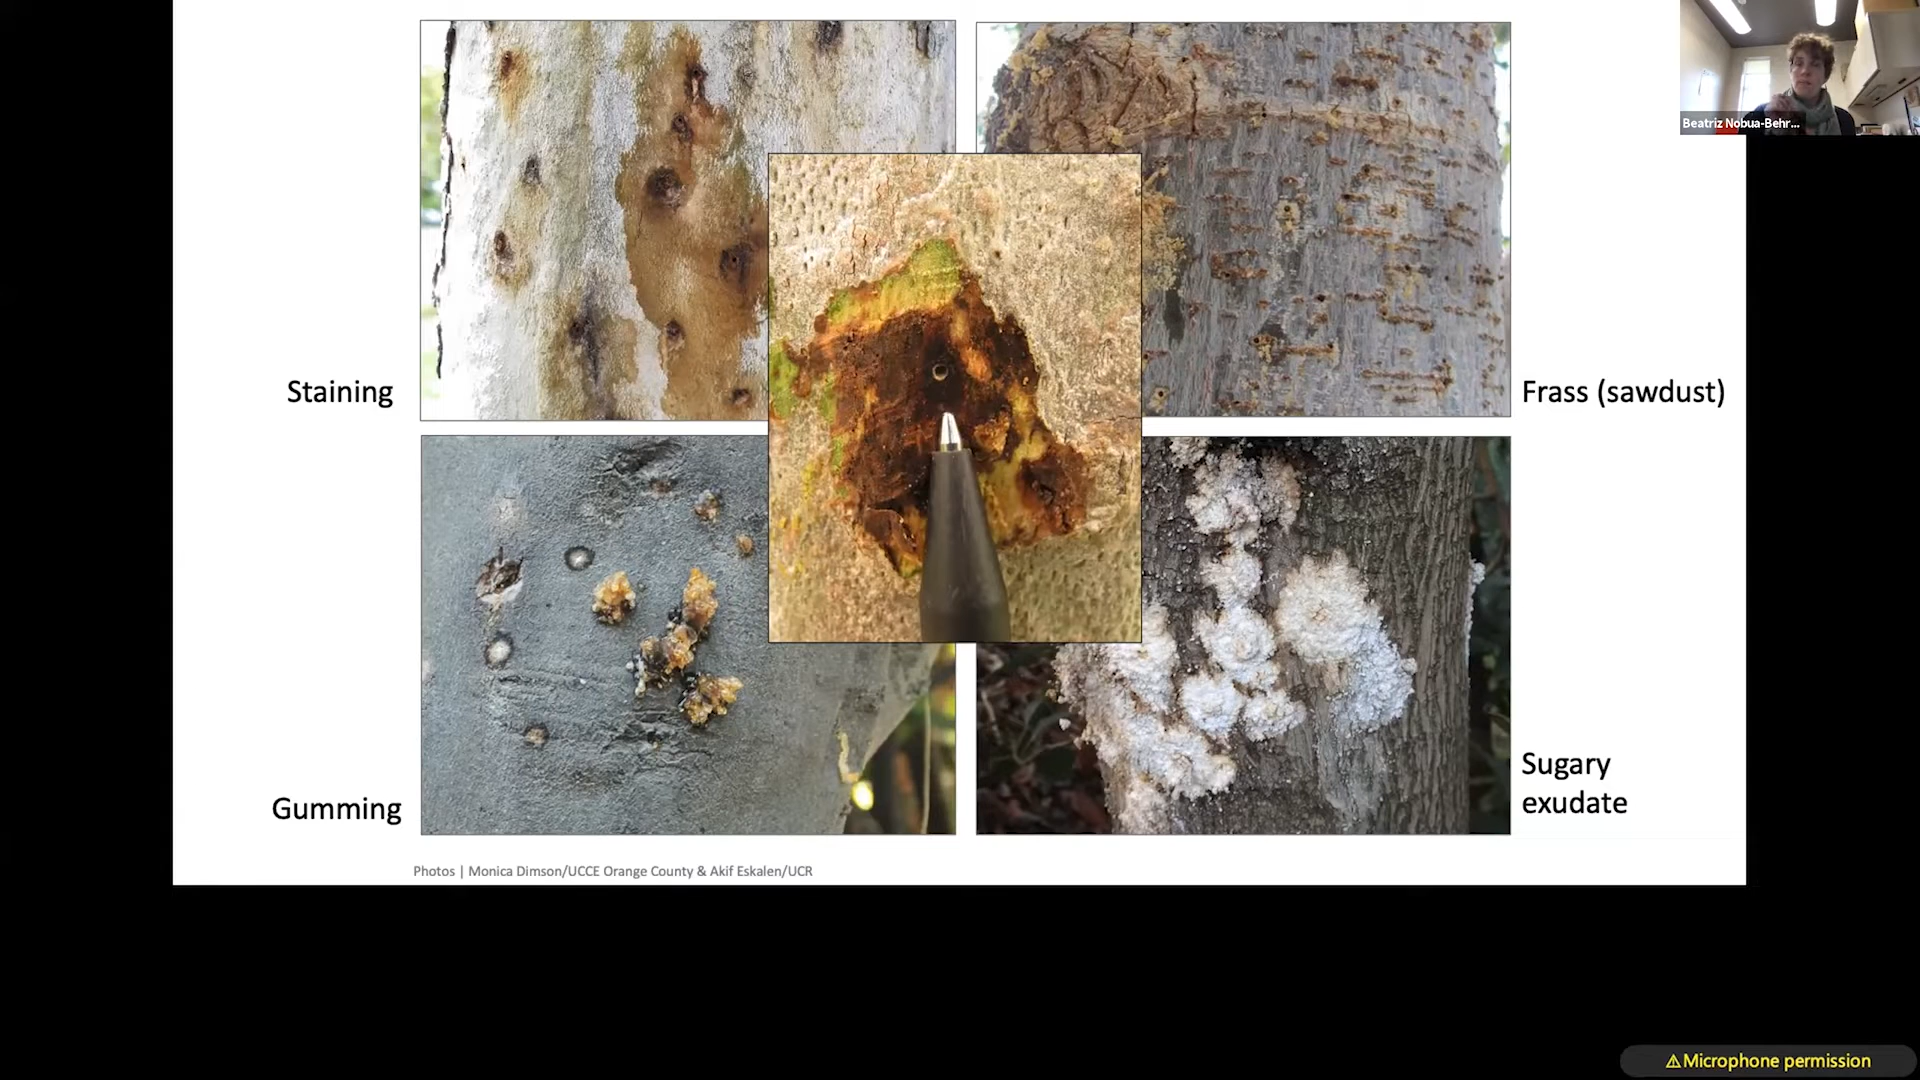 Beatriz Nobua-Behr...
Staining
Frass (sawdust)
Gumming
Sugary
exudate
Photos | Monica Dimson/UCCE Orange County & Akif Eskalen/UCR
⚠Microphone permission